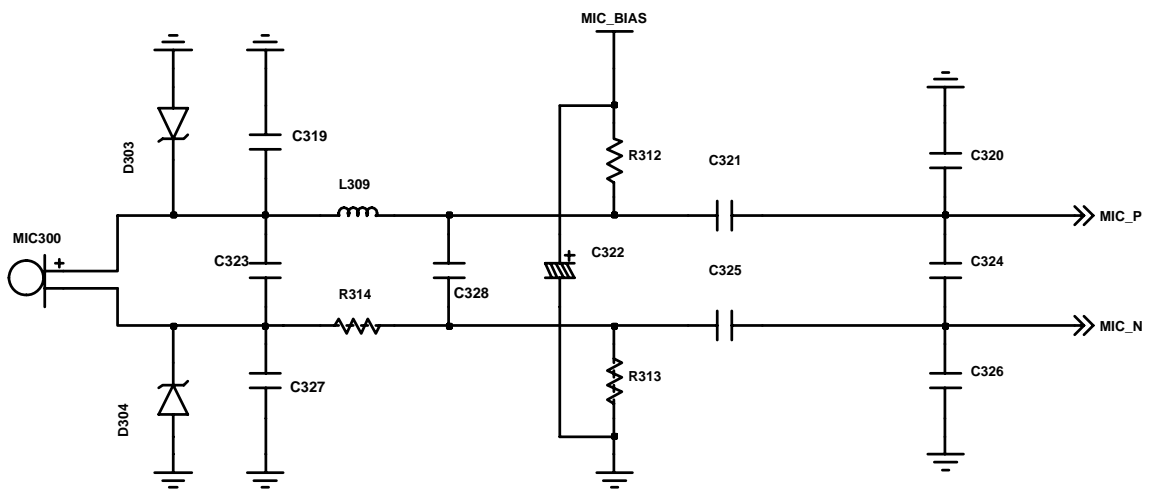 MIC_BIAS
D303
C319
R312
C321
C320
L309
MIC_P
MIC300
+
C323
C328
+
C322
C325
C324
R314
MIC_N
D304
C327
R313
C326